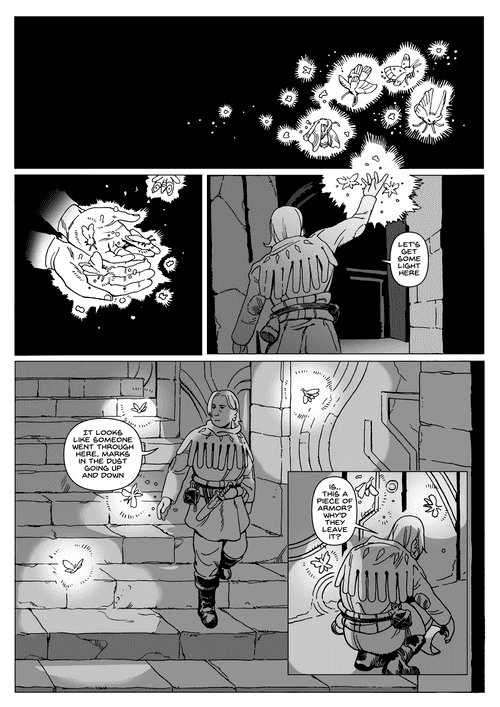 LET'S
GET
SOME
LIGHT
HERE
IT LOOKS
LIKE SOMEONE
WENT THROUGH
HERE, MARKS
IN THE DUST
GOING UP
AND DOWN
IS..
THIS A
PIECE OF
ARMOR?
WHY'D
THEY
LEAVE
IT?